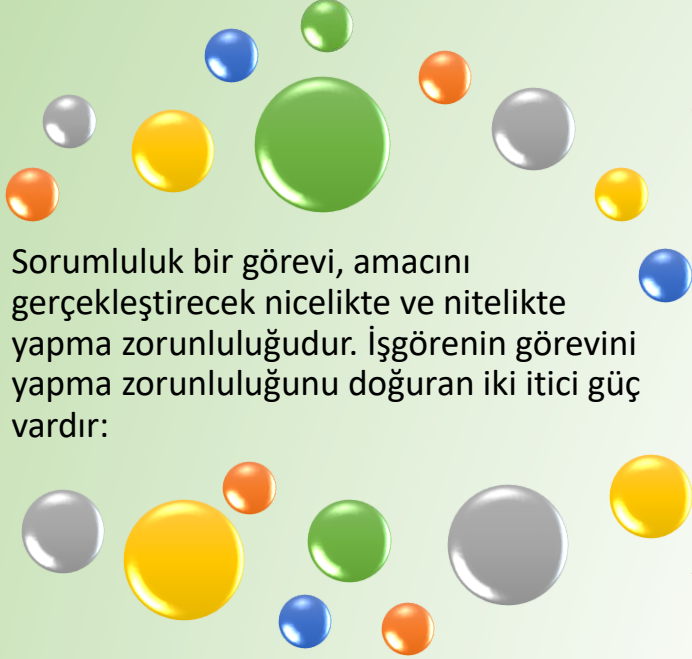 Sorumluluk bir görevi, amacını
gerçekleştirecek nicelikte ve nitelikte
yapma zorunluluğudur. İşgörenin görevini
yapma zorunluluğunu doğuran iki itici güç
vardır: